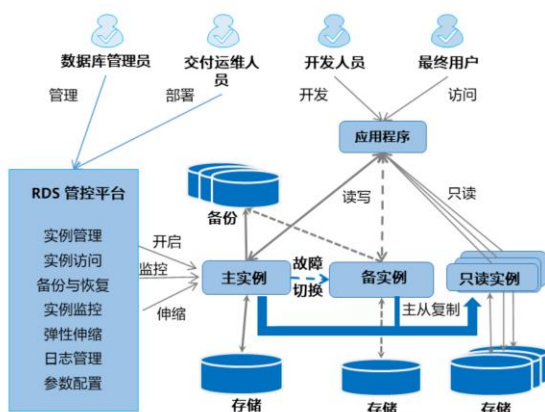 数据库管理员
交付运维人
员
开发人员
最终用户
管理
部署
开发
访问
应用程序
RDS 管控平台
备份
读写
只读
实例管理
实例访问
备份与恢复
实例监控
弹性伸缩
日志管理
参数配置
开启
监控
伸缩
主实例
故障
切换
备实例
只读实例
主从复制
存储
存储
存储